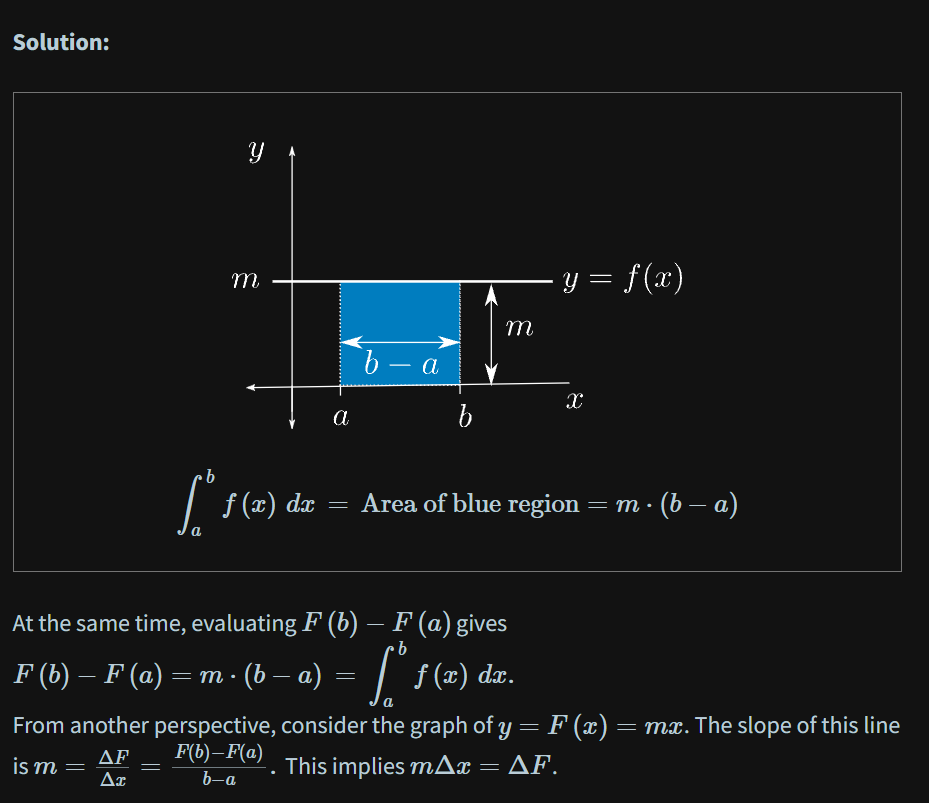 Solution:
y
m
y = f(x)
m
b − a
a
b
x
∫_a^b f(x) dx = Area of blue region = m · (b − a)
At the same time, evaluating F(b) − F(a) gives
F(b) − F(a) = m · (b − a) = ∫_a^b f(x) dx.
From another perspective, consider the graph of y = F(x) = mx. The slope of this line
is m = ΔF/Δx = (F(b)−F(a))/(b−a). This implies mΔx = ΔF.